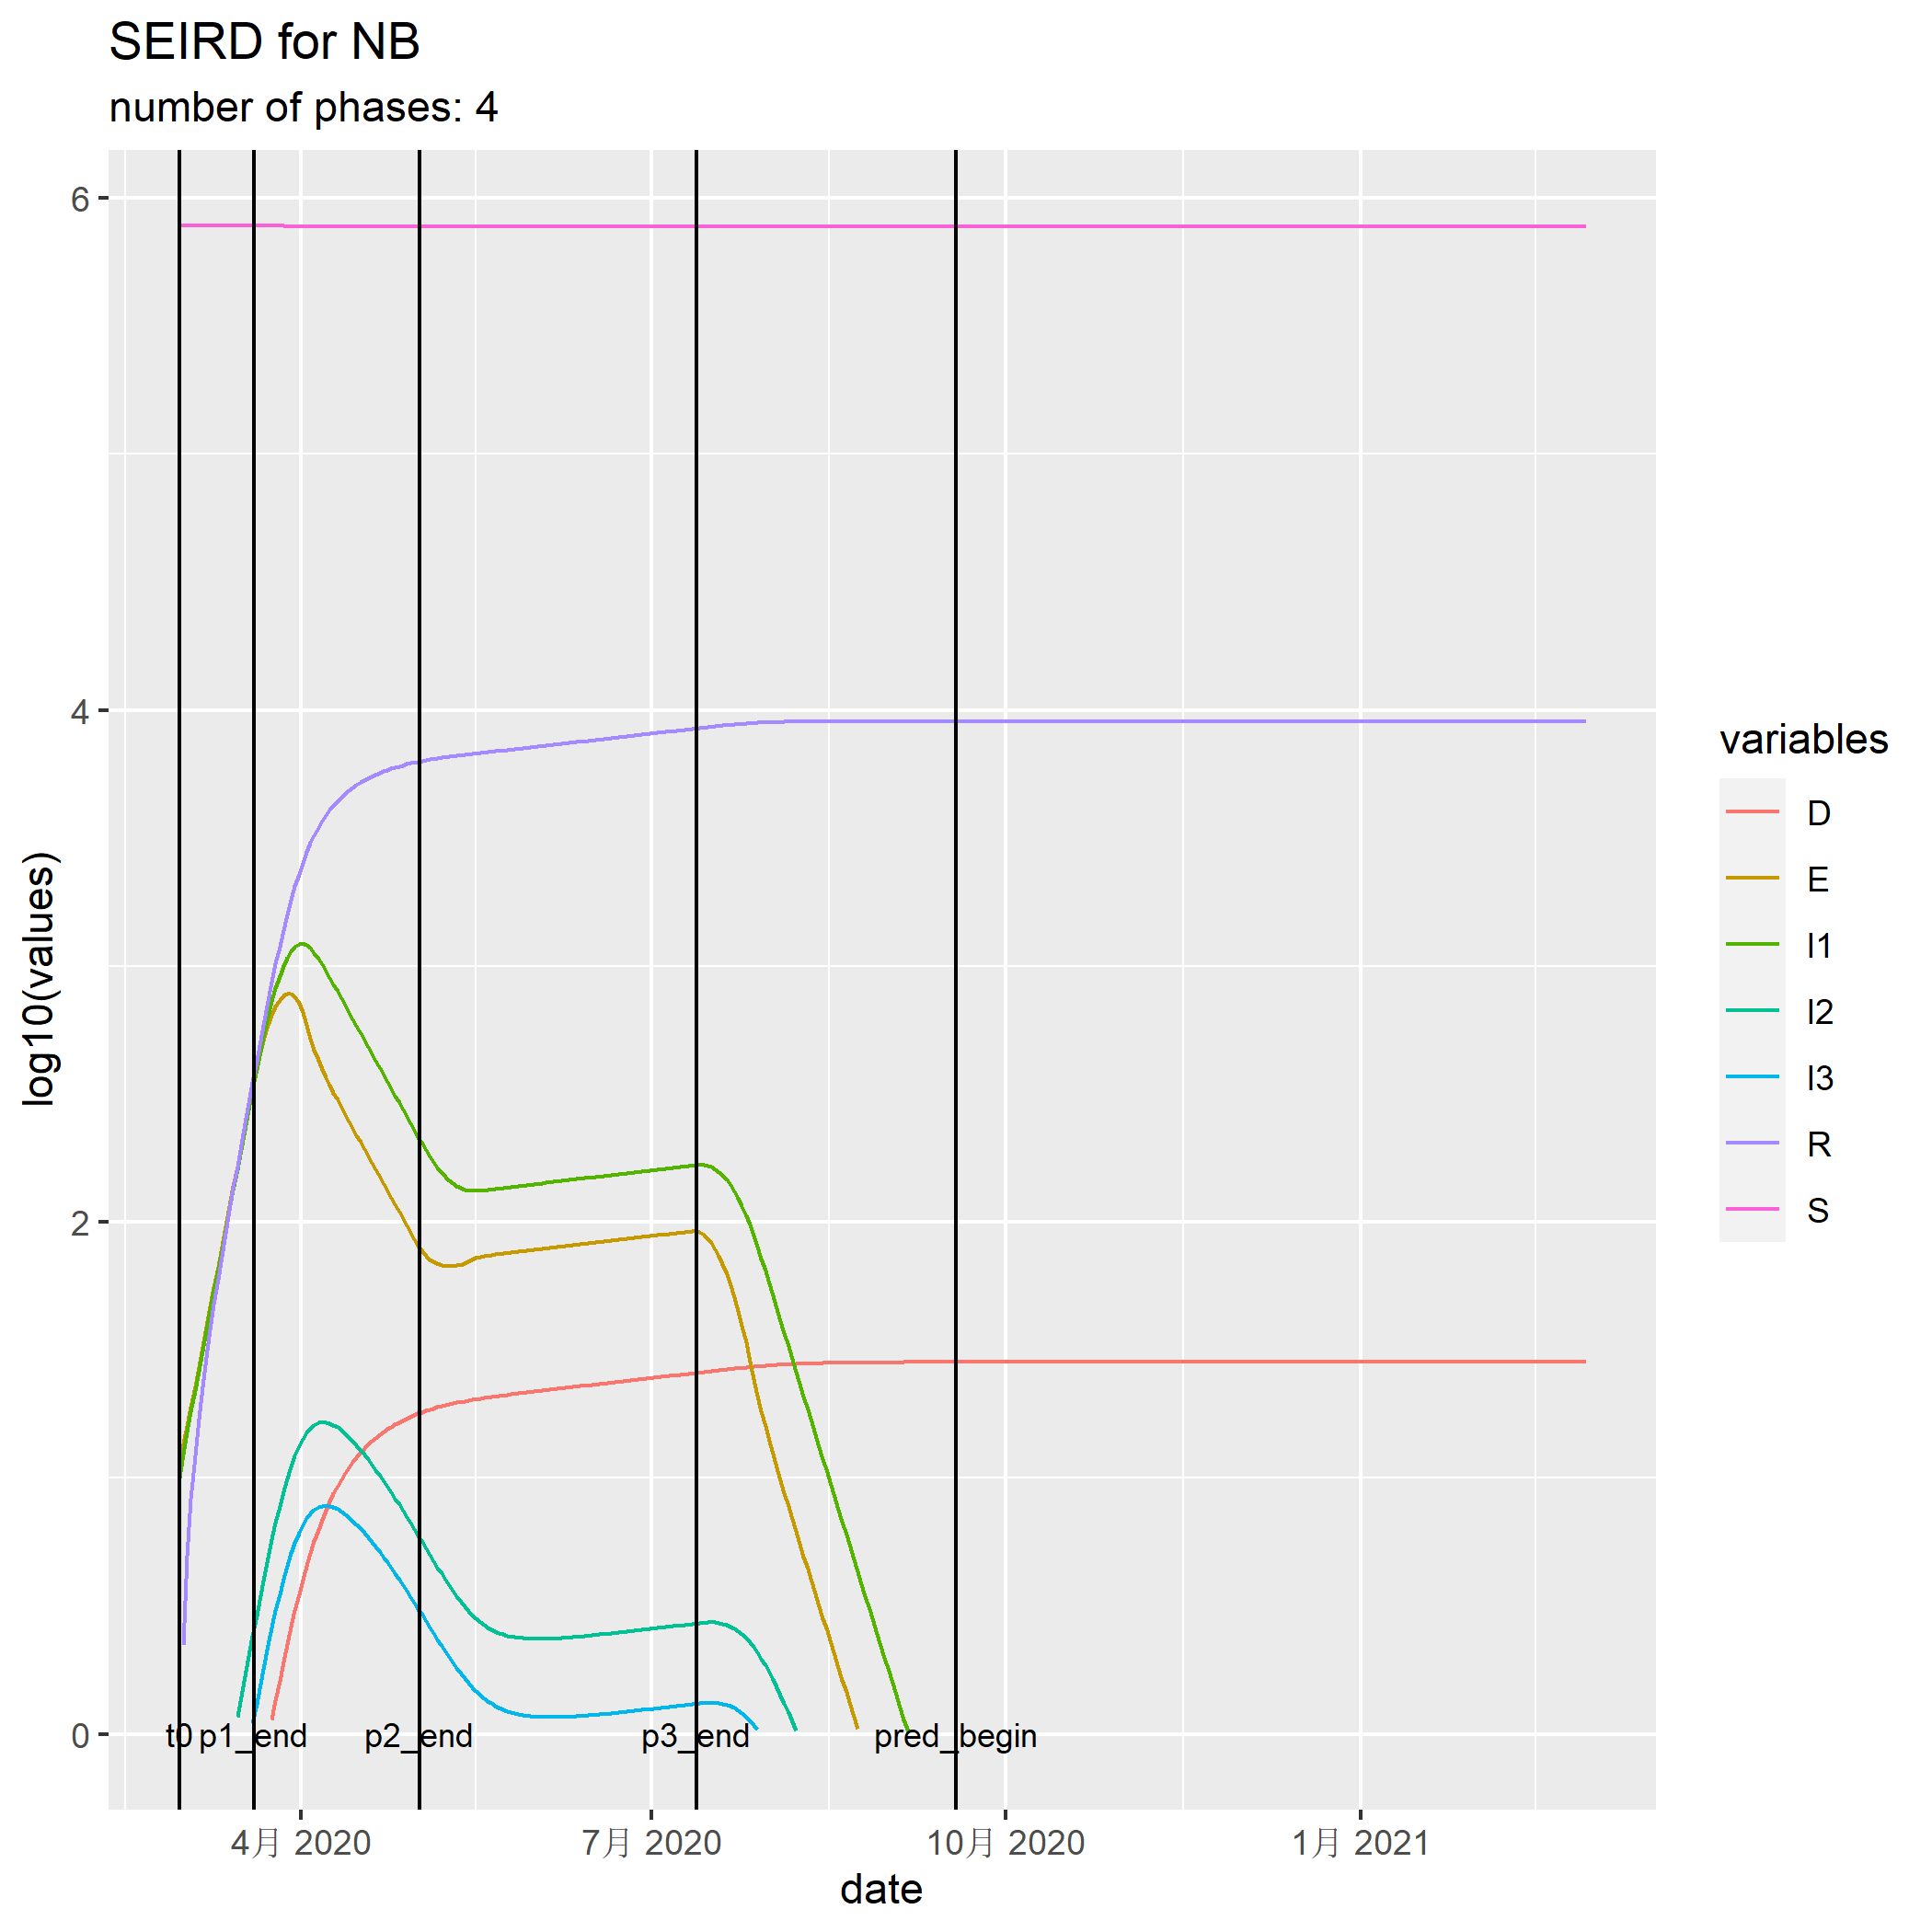 SEIRD for NB
number of phases: 4
6
4
2
0
log10(values)
t0 p1_end p2_end p3_end pred_begin
4月 2020 7月 2020 10月 2020 1月 2021
date
variables
D
E
I1
I2
I3
R
S